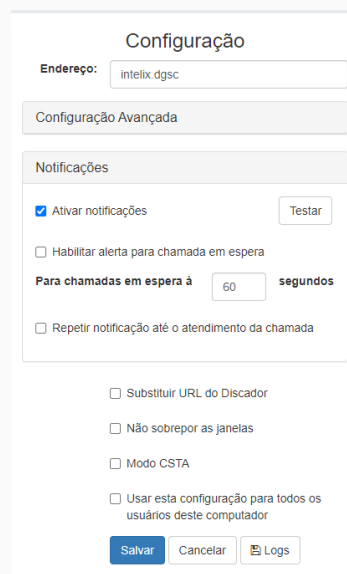 Configuração
Endereço: intelix.dgsc
Configuração Avançada
Notificações
Ativar notificações Testar
Habilitar alerta para chamada em espera
Para chamadas em espera à 60 segundos
Repetir notificação até o atendimento da chamada
Substituir URL do Discador
Não sobrepor as janelas
Modo CSTA
Usar esta configuração para todos os
usuários deste computador
Salvar Cancelar Logs